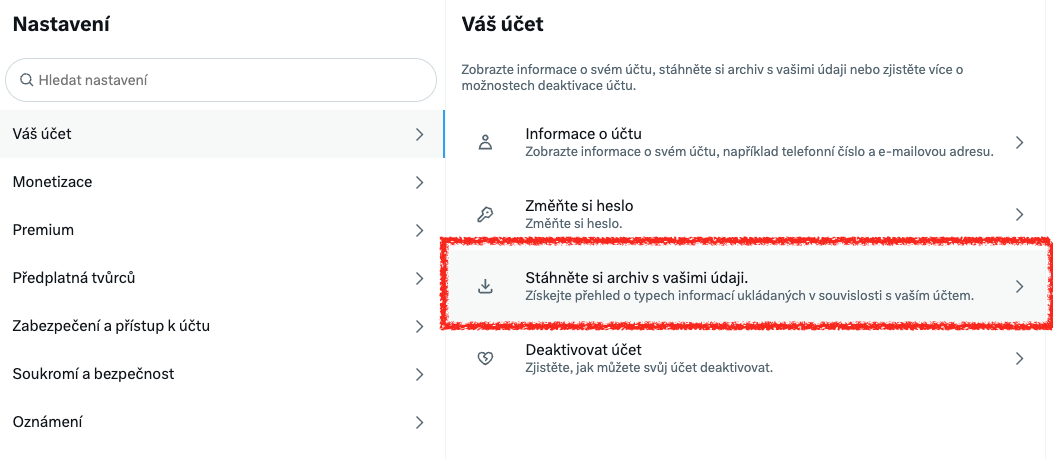 Nastavení
Hledat nastavení
Váš účet
Monetizace
Premium
Předplatná tvůrců
Zabezpečení a přístup k účtu
Soukromí a bezpečnost
Oznámení
Váš účet
Zobrazte informace o svém účtu, stáhněte si archiv s vašimi údaji nebo zjistěte více o
možnostech deaktivace účtu.
Informace o účtu
Zobrazte informace o svém účtu, například telefonní číslo a e-mailovou adresu.
Změňte si heslo
Změňte si heslo.
Stáhněte si archiv s vašimi údaji.
Získejte přehled o typech informací ukládaných v souvislosti s vaším účtem.
Deaktivovat účet
Zjistěte, jak můžete svůj účet deaktivovat.